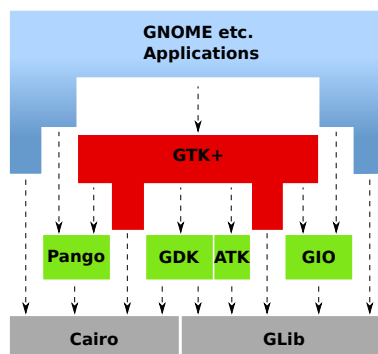 GNOME etc.
Applications
GTK+
Pango GDK ATK GIO
Cairo GLib